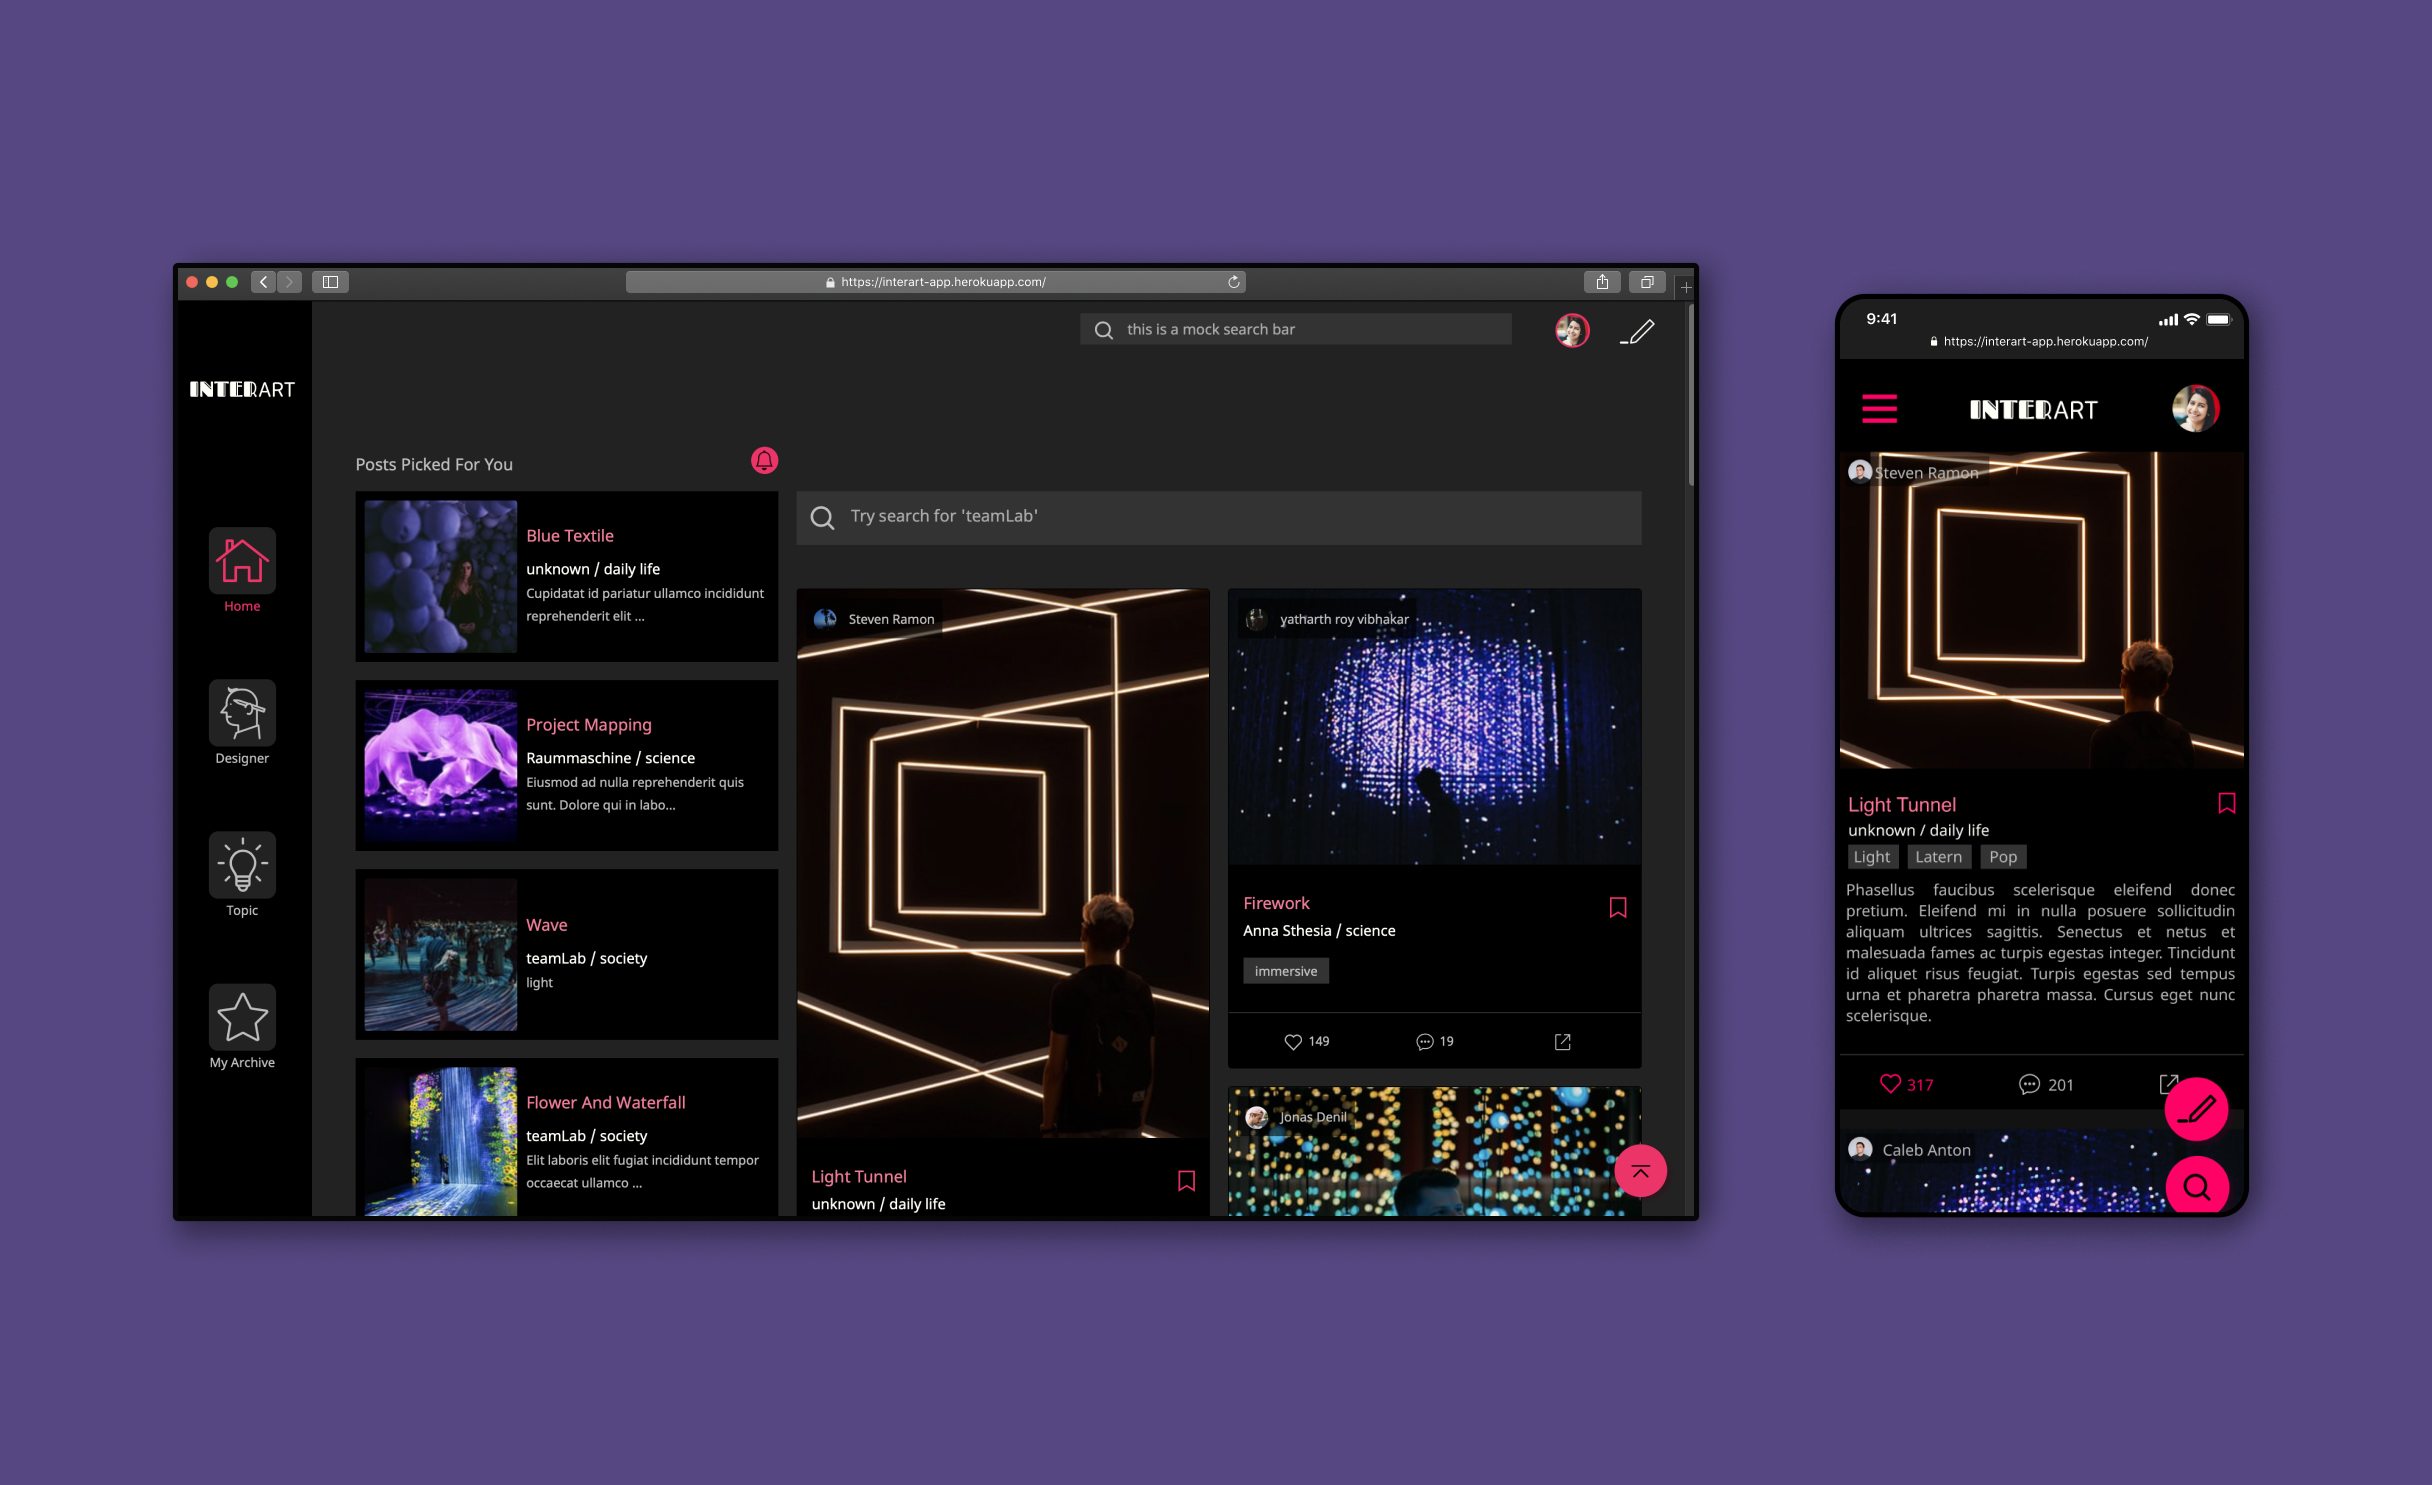 https://interart-app.herokuapp.com/
this is a mock search bar
INTERART
Home
Designer
Topic
My Archive
Posts Picked For You
Blue Textile
unknown / daily life
Cupidatat id pariatur ullamco incididunt
reprehenderit elit ...
Project Mapping
Raummaschine / science
Eiusmod ad nulla reprehenderit quis
sunt. Dolore qui in labo...
Wave
teamLab / society
light
Flower And Waterfall
teamLab / society
Elit laboris elit fugiat incididunt tempor
occaecat ullamco ...
Try search for 'teamLab'
Steven Ramon
Light Tunnel
unknown / daily life
yatharth roy vibhakar
Firework
Anna Sthesia / science
immersive
149
19
Jonas Denil
9:41
https://interart-app.herokuapp.com/
INTERART
Steven Ramon
Light Tunnel
unknown / daily life
Light Latern Pop
Phasellus faucibus scelerisque eleifend donec
pretium. Eleifend mi in nulla posuere sollicitudin
aliquam ultrices sagittis. Senectus et netus et
malesuada fames ac turpis egestas integer. Tincidunt
id aliquet risus feugiat. Turpis egestas sed tempus
urna et pharetra pharetra massa. Cursus eget nunc
scelerisque.
317
201
Caleb Anton